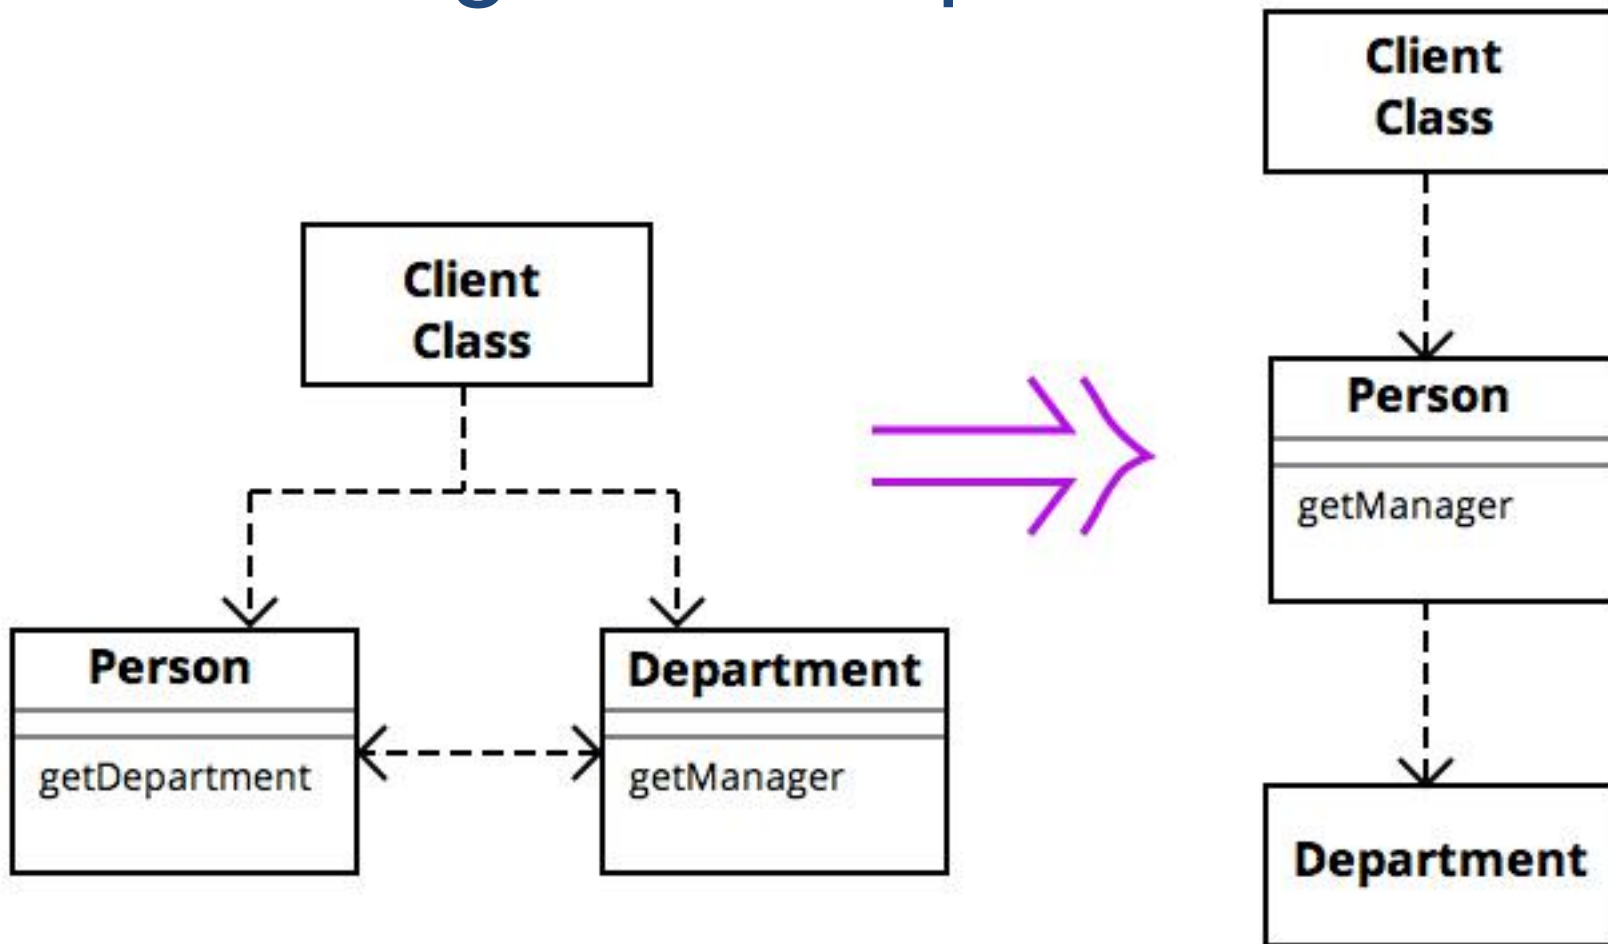 Client
Class
Person
getDepartment
Department
getManager
Client
Class
Person
getManager
Department